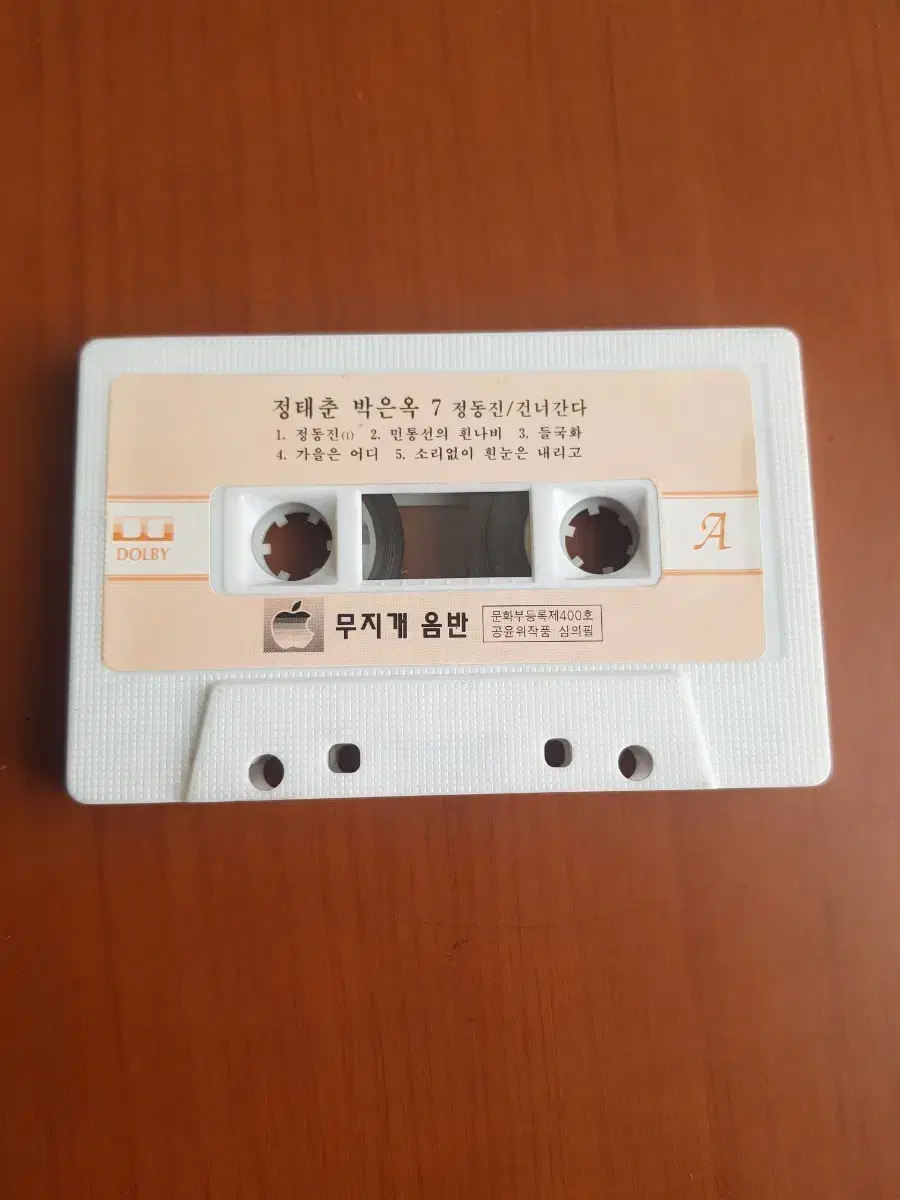 정태춘 박은옥 7 정동진/건너간다
1. 정동진(1) 2. 민통선의 흰나비 3. 들국화
4. 가을은 어디 5. 소리없이 흰눈은 내리고
DOLBY
A
무지개 음반
문화부등록제400호
공윤위작품 심의필